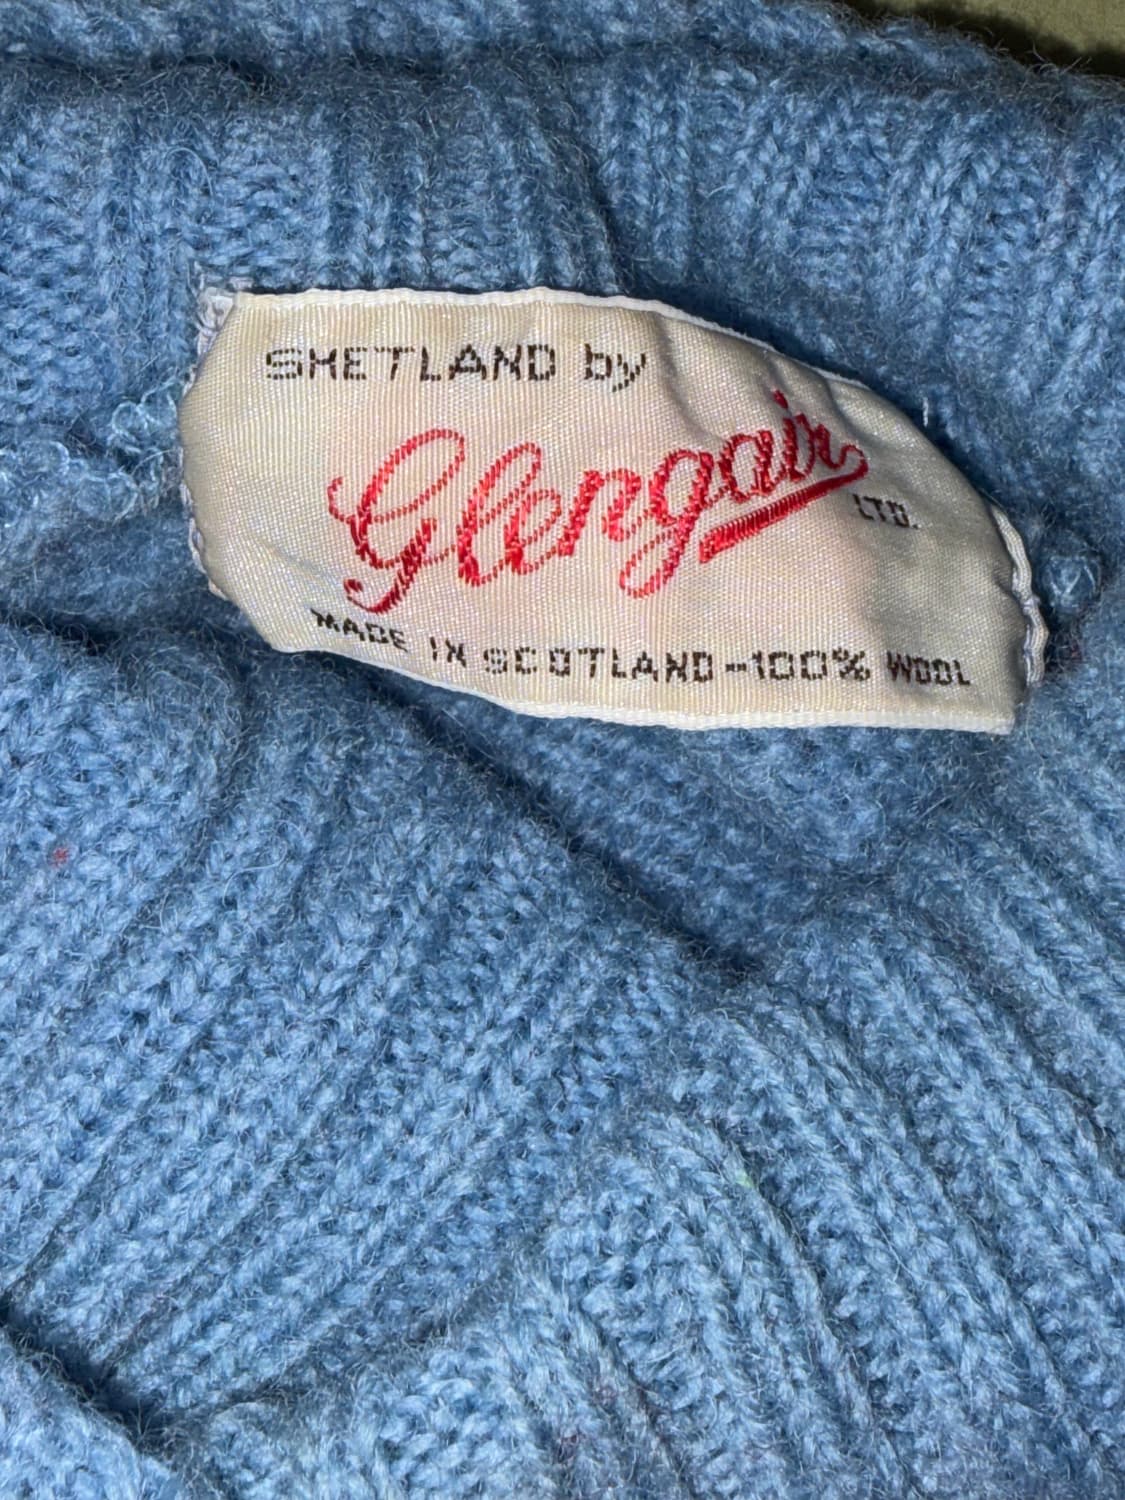 SHETLAND by
Glengair
LTD.
MADE IN SCOTLAND-100% WOOL